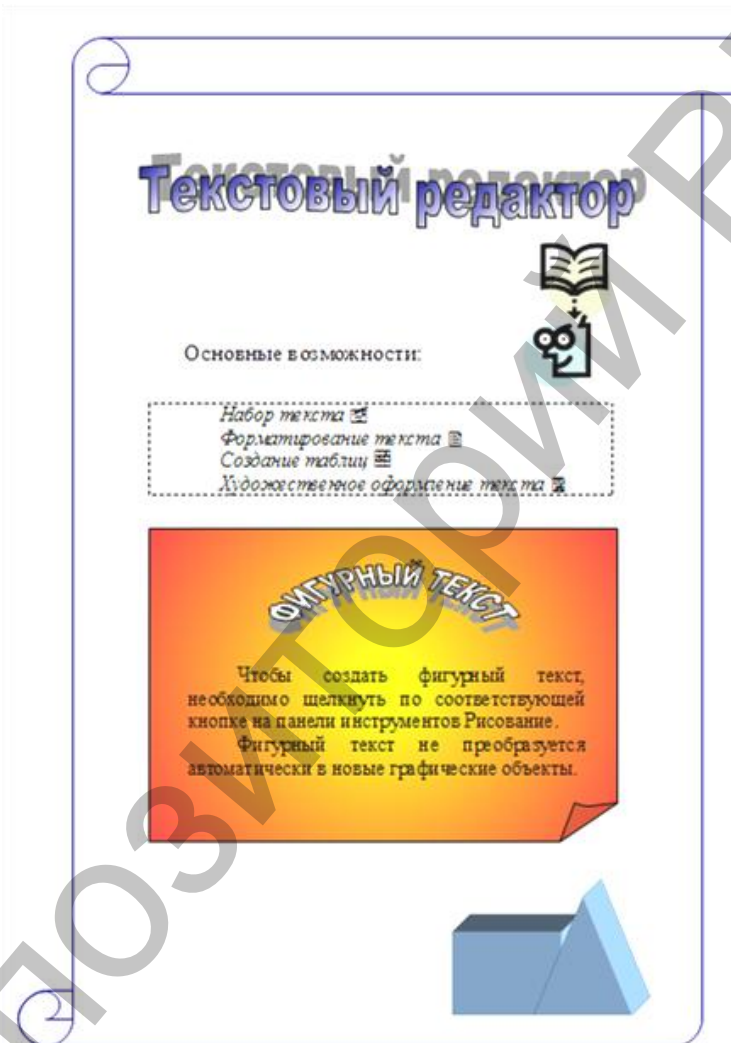 Текстовый редактор
Основные возможности:
Набор текста
Форматирование текста
Создание таблиц
Художественное оформление текста
ФИГУРНЫЙ ТЕКСТ
Чтобы создать фигурный текст,
необходимо щелкнуть по соответствующей
кнопке на панели инструментов Рисование.
Фигурный текст не преобразуется
автоматически в новые графические объекты.